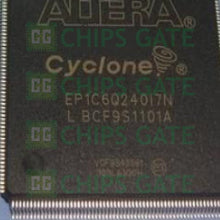 ALTERA
CHIPS GATE
Cyclone
EP1C6Q240I7N
L BCF9S1101A